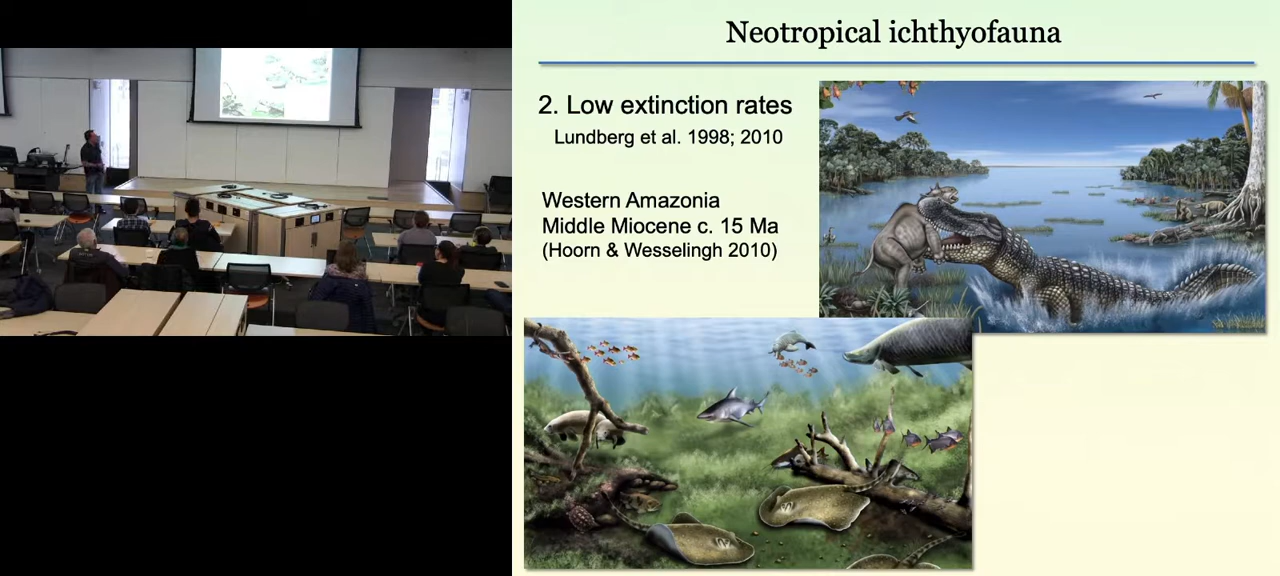 Neotropical ichthyofauna
2. Low extinction rates
Lundberg et al. 1998; 2010
Western Amazonia
Middle Miocene c. 15 Ma
(Hoorn & Wesselingh 2010)